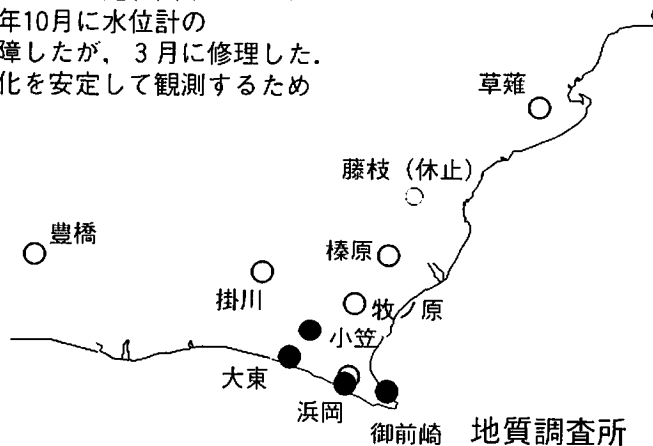 年10月に水位計の
障したが，３月に修理した．
化を安定して観測するため
草薙
藤枝（休止）
豊橋
榛原
掛川
牧ノ原
小笠
大東
浜岡
御前崎
地質調査所